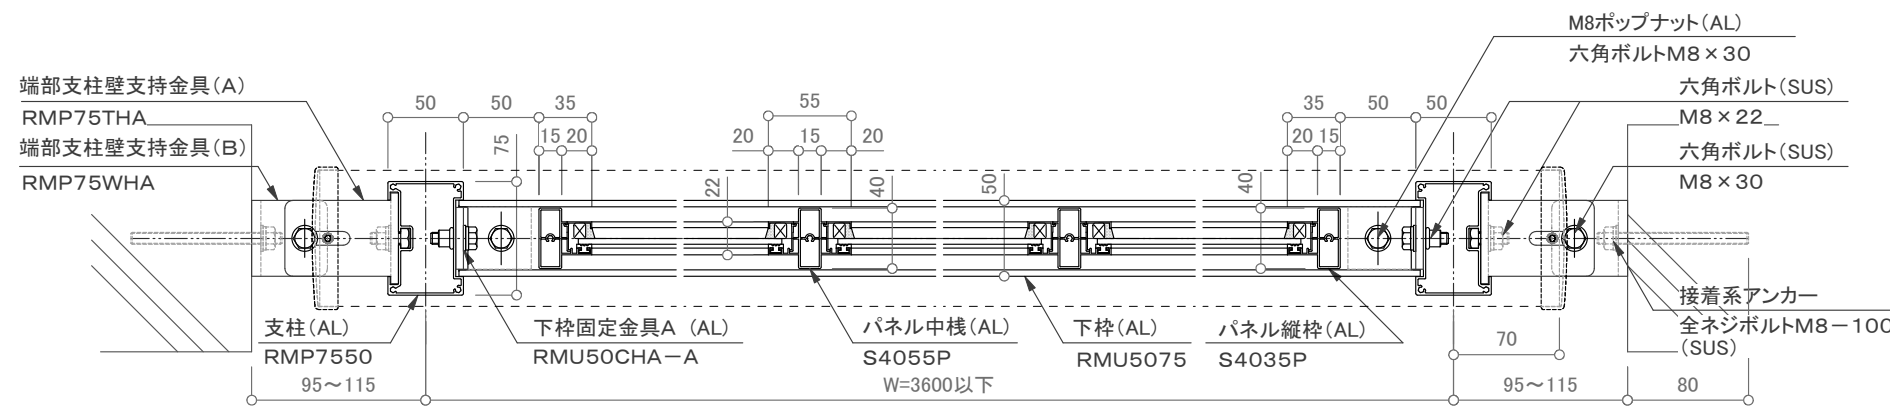 M8ポップナット(AL)
六角ボルトM8×30
端部支柱壁支持金具(A)
RMP75THA
端部支柱壁支持金具(B)
RMP75WHA
50
50
35
55
35
50
50
六角ボルト(SUS)
M8×22
15
20
20
15
20
20
15
75
六角ボルト(SUS)
M8×30
22
40
50
40
支柱(AL)
RMP7550
下枠固定金具A (AL)
RMU50CHA-A
パネル中桟(AL)
S4055P
下枠(AL)
RMU5075
パネル縦枠(AL)
S4035P
接着系アンカー
全ネジボルトM8-100
(SUS)
70
95~115
W=3600以下
95~115
80